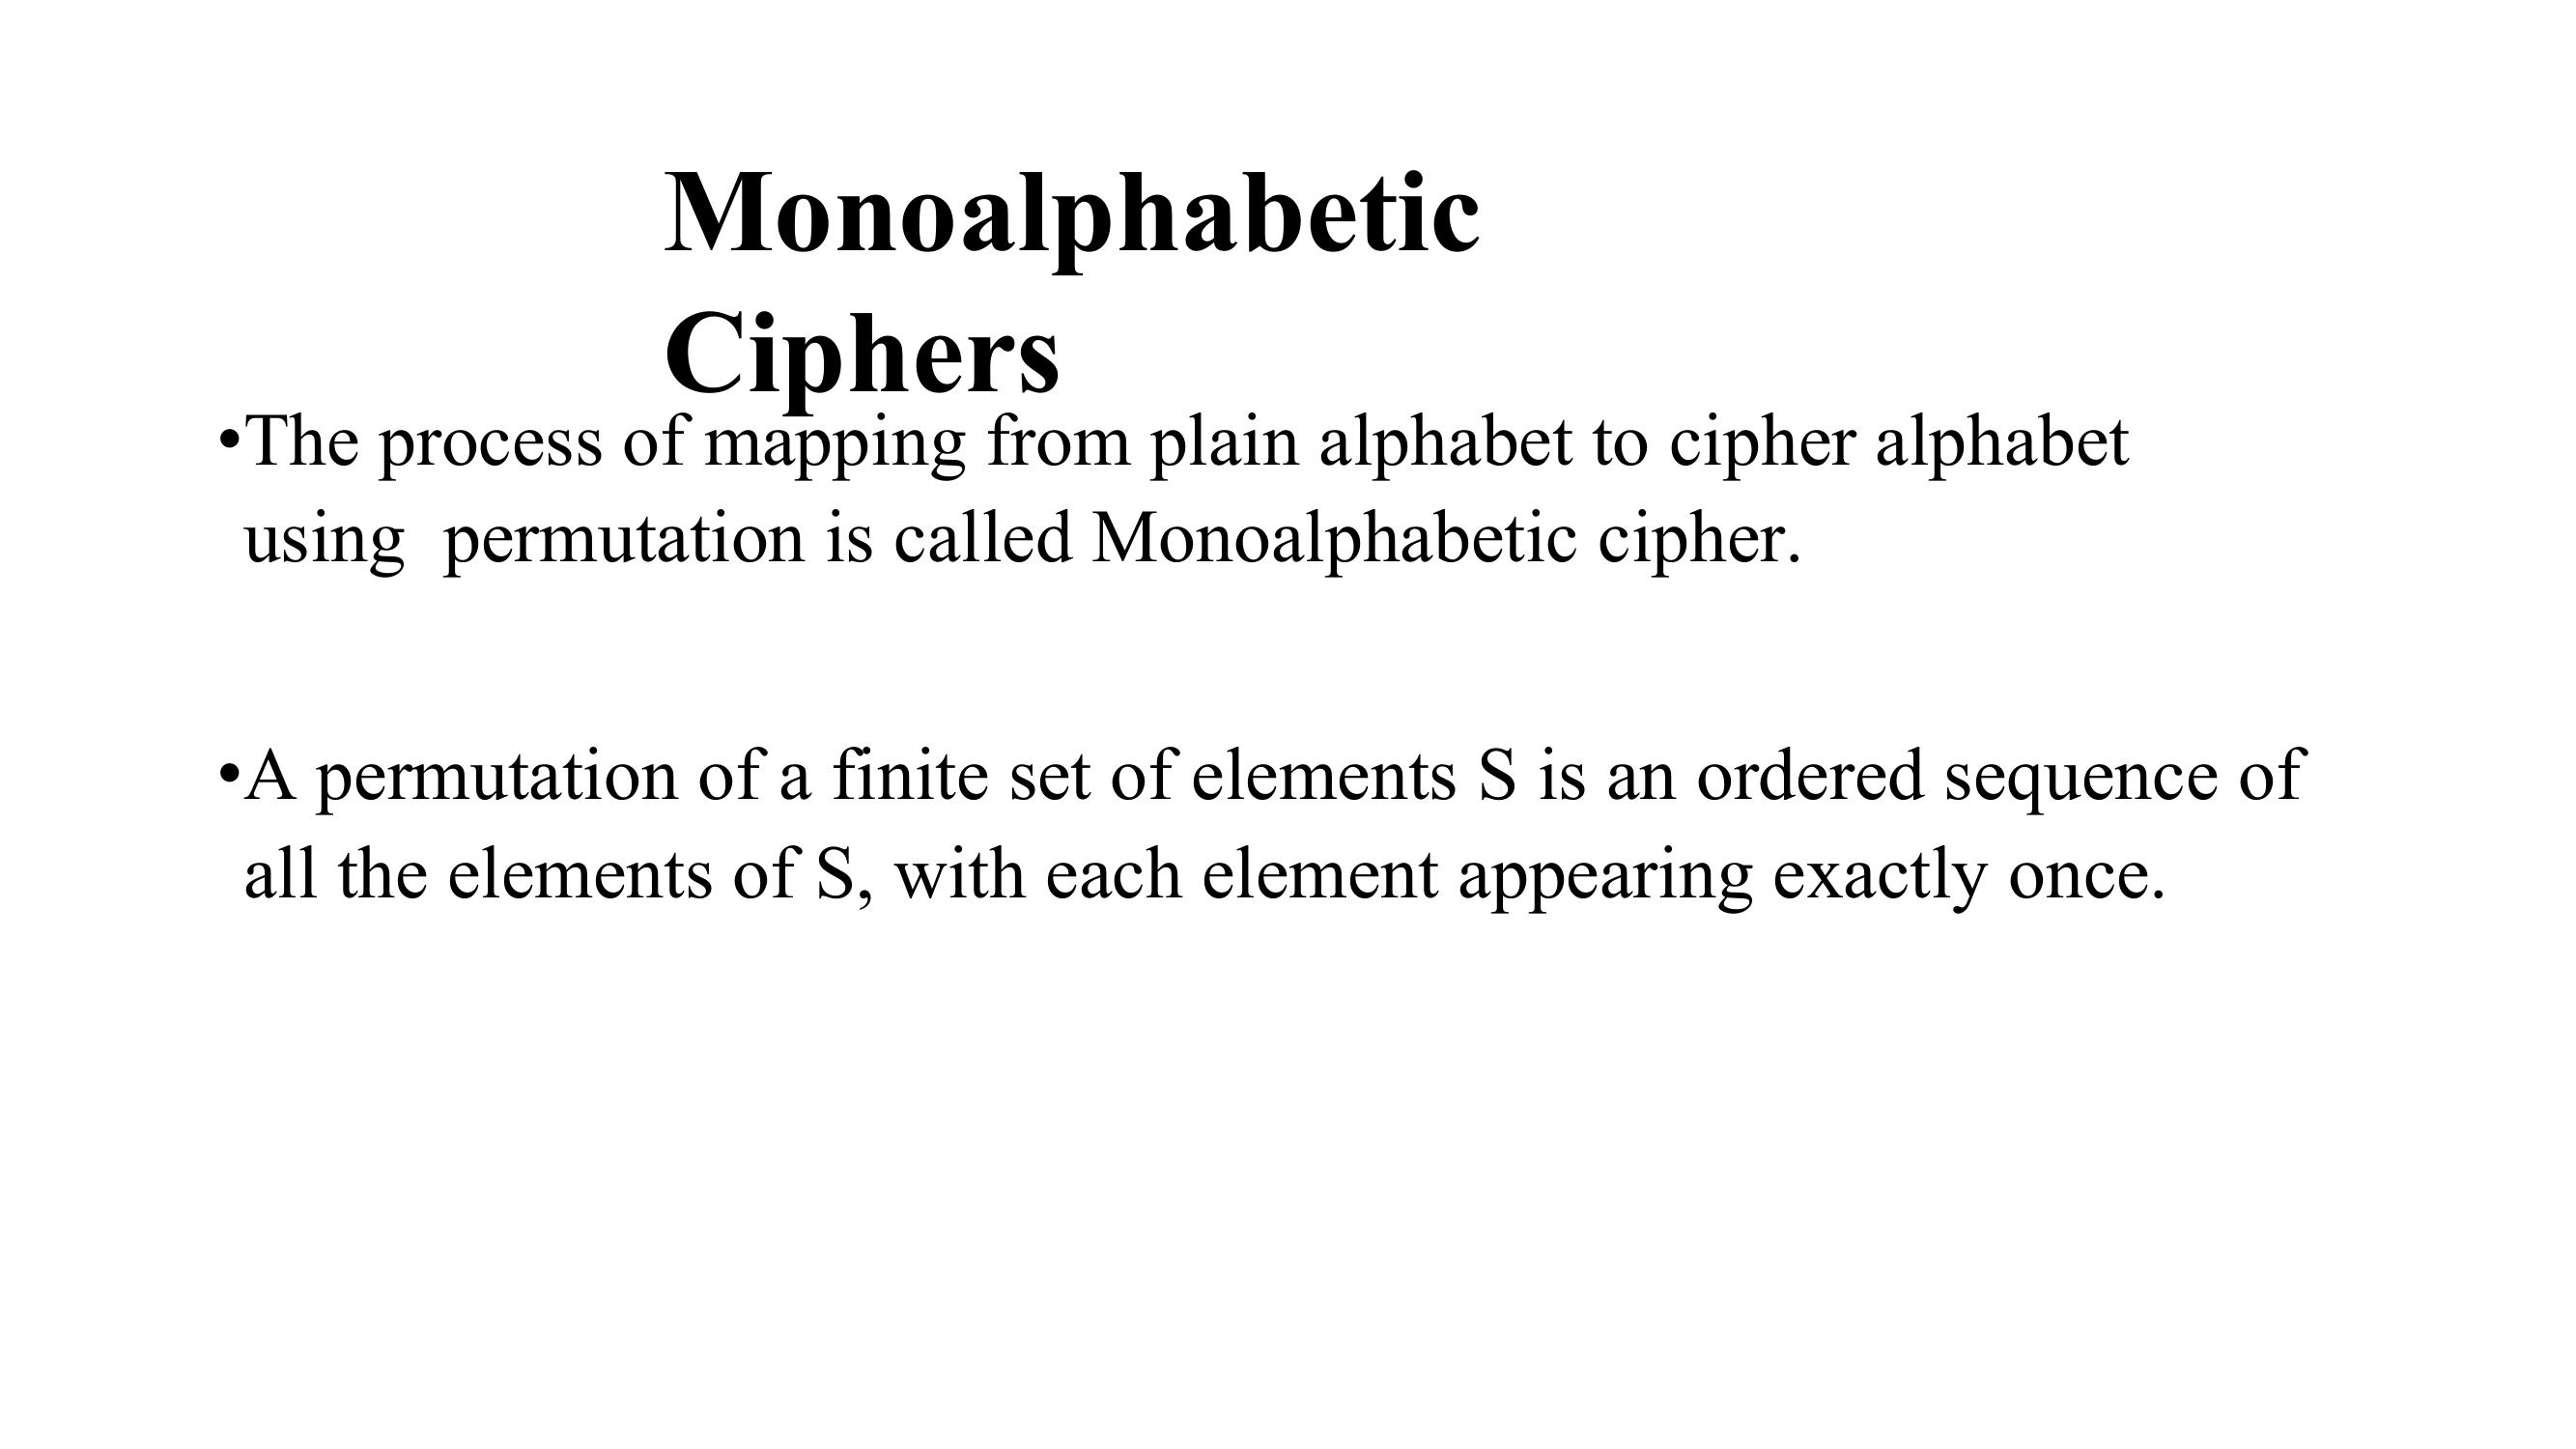 Monoalphabetic
Ciphers
•The process of mapping from plain alphabet to cipher alphabet
using  permutation is called Monoalphabetic cipher.
•A permutation of a finite set of elements S is an ordered sequence of
all the elements of S, with each element appearing exactly once.